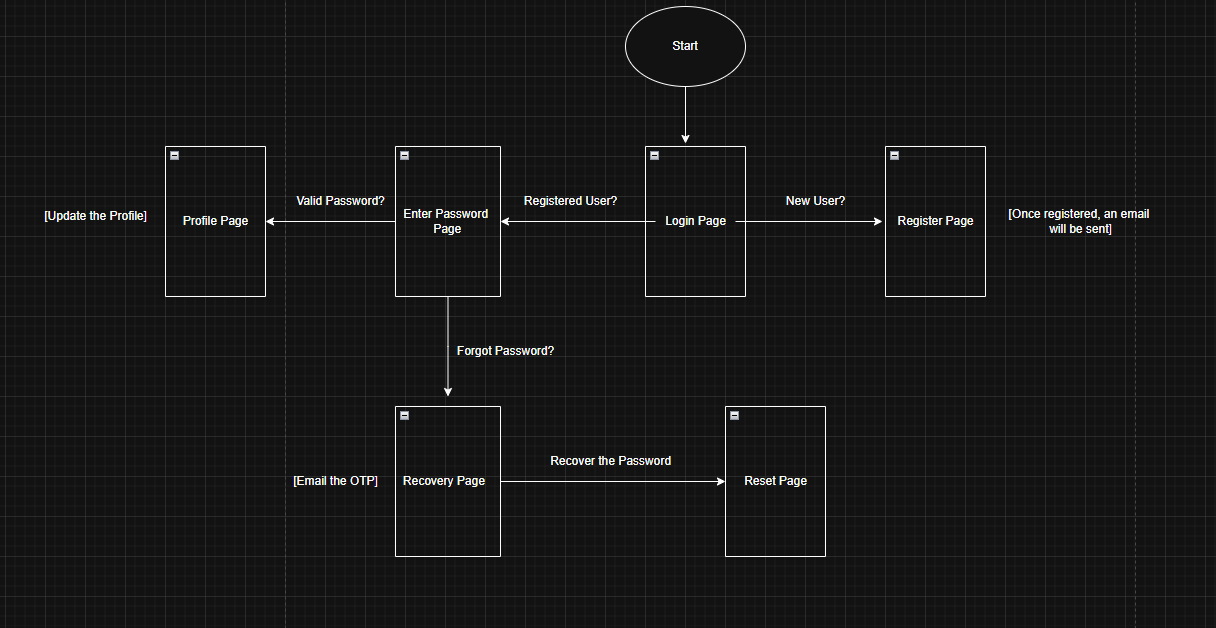 Start
Valid Password?
Registered User?
New User?
[Update the Profile]
Profile Page
Enter Password
Page
Login Page
Register Page
[Once registered, an email
will be sent]
Forgot Password?
Recover the Password
[Email the OTP]
Recovery Page
Reset Page